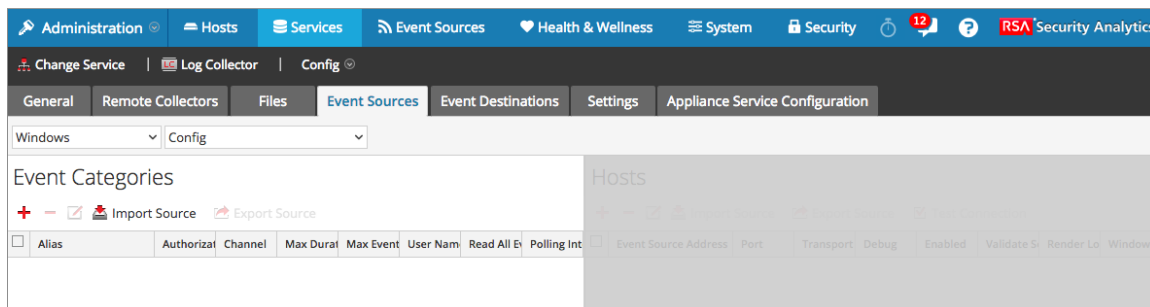 Administration Hosts Services Event Sources Health & Wellness System Security 12 ? RSA Security Analytics
Change Service | LC Log Collector | Config
General Remote Collectors Files Event Sources Event Destinations Settings Appliance Service Configuration
Windows Config
Event Categories Hosts
Import Source Export Source
Alias Authorizat Channel Max Durat Max Event User Nam Read All Ev Polling Int Event Source Address Port Transport Debug Enabled Validate S Render Lo Window